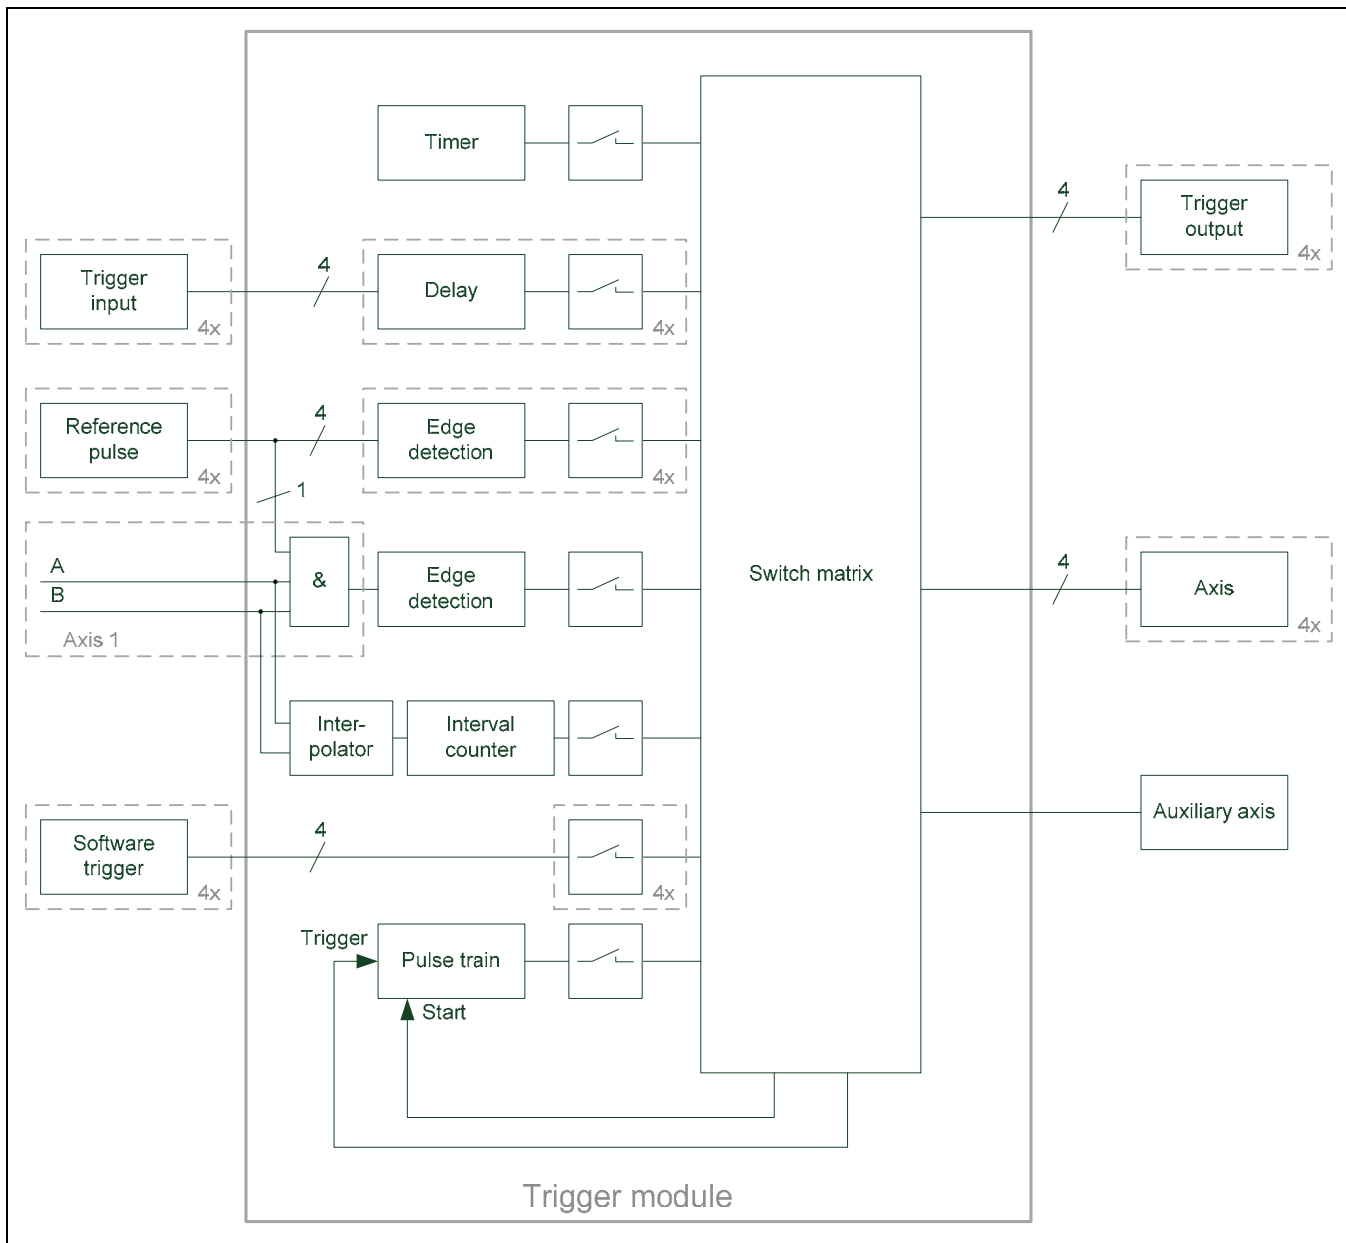 Timer
4
Trigger
output
4x
Trigger
input
4x
4
Delay
4x
Reference
pulse
4x
4
Edge
detection
4x
1
A
B
Axis 1
&
Edge
detection
Switch matrix
4
Axis
4x
Inter-
polator
Interval
counter
Auxiliary axis
Software
trigger
4x
4
4x
Trigger
Pulse train
Start
Trigger module